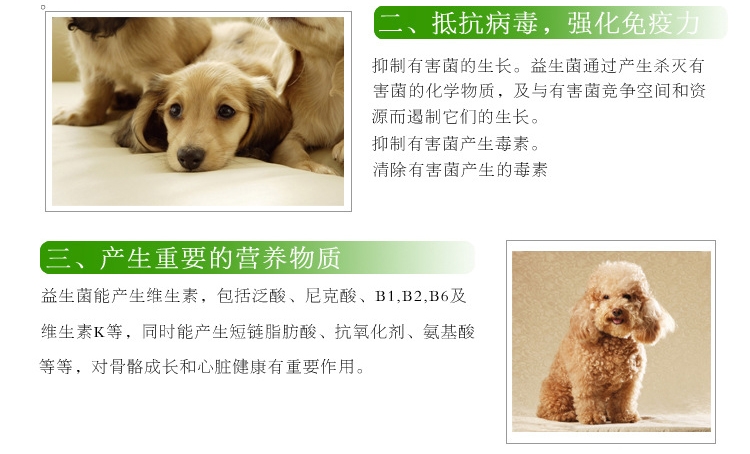 二、抵抗病毒，强化免疫力
抑制有害菌的生长。益生菌通过产生杀灭有
害菌的化学物质，及与有害菌竞争空间和资
源而遏制它们的生长。
抑制有害菌产生毒素。
清除有害菌产生的毒素
三、产生重要的营养物质
益生菌能产生维生素，包括泛酸、尼克酸、B1,B2,B6及
维生素K等，同时能产生短链脂肪酸、抗氧化剂、氨基酸
等等，对骨骼成长和心脏健康有重要作用。